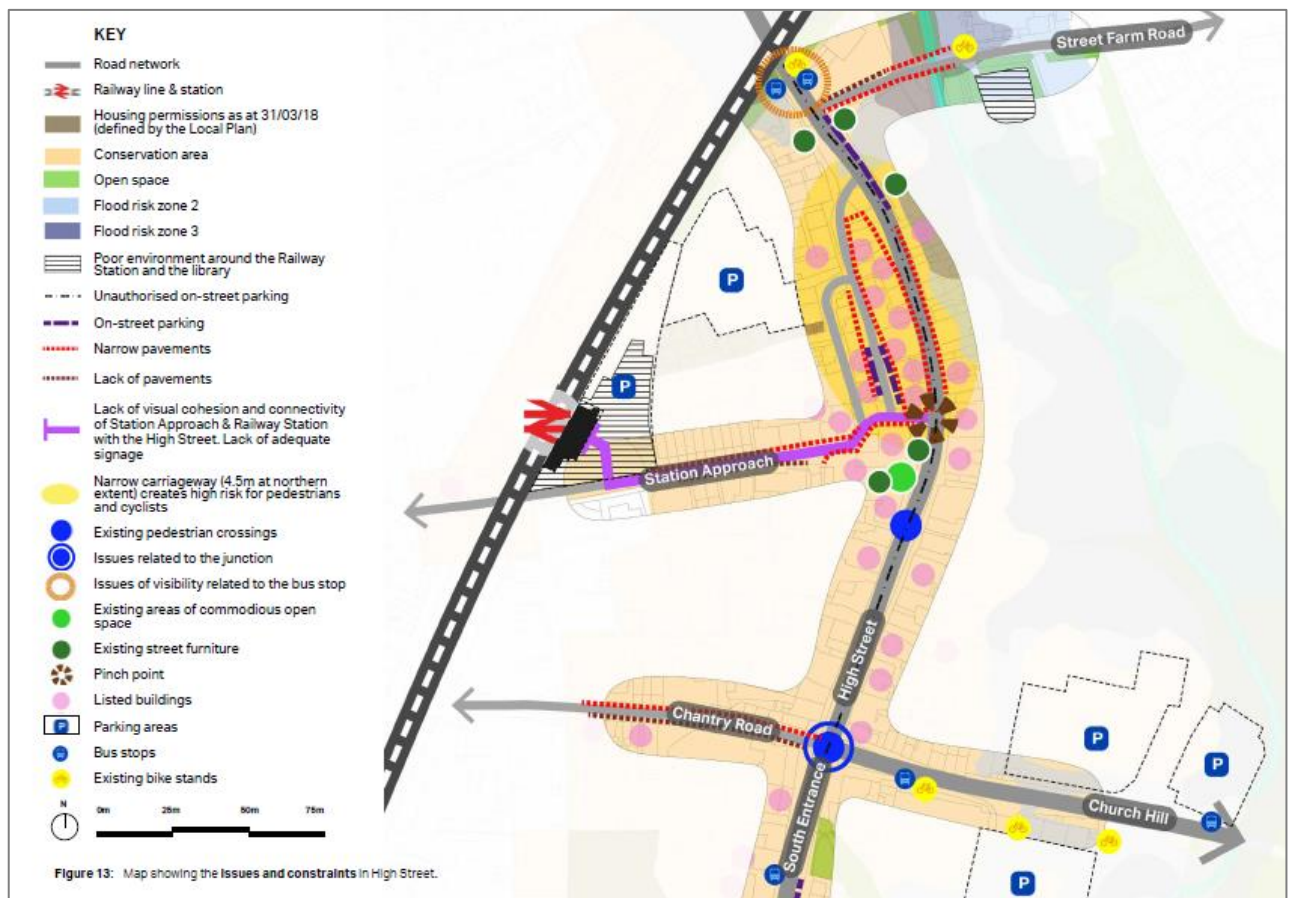 KEY
Road network
Railway line & station
Housing permissions as at 31/03/18
(defined by the Local Plan)
Conservation area
Open space
Flood risk zone 2
Flood risk zone 3
Poor environment around the Railway
Station and the library
Unauthorised on-street parking
On-street parking
Narrow pavements
Lack of pavements
Lack of visual cohesion and connectivity
of Station Approach & Railway Station
with the High Street. Lack of adequate
signage
Narrow carriageway (4.5m at northern
extent) creates high risk for pedestrians
and cyclists
Existing pedestrian crossings
Issues related to the junction
Issues of visibility related to the bus stop
Existing areas of commodious open
space
Existing street furniture
Pinch point
Listed buildings
P
Parking areas
Bus stops
Existing bike stands
N
0m 25m 50m 75m
Figure 13: Map showing the issues and constraints in High Street.
Street Farm Road
P
P
Station Approach
High Street
Chantry Road
P
P
Church Hill
South Entrance
P